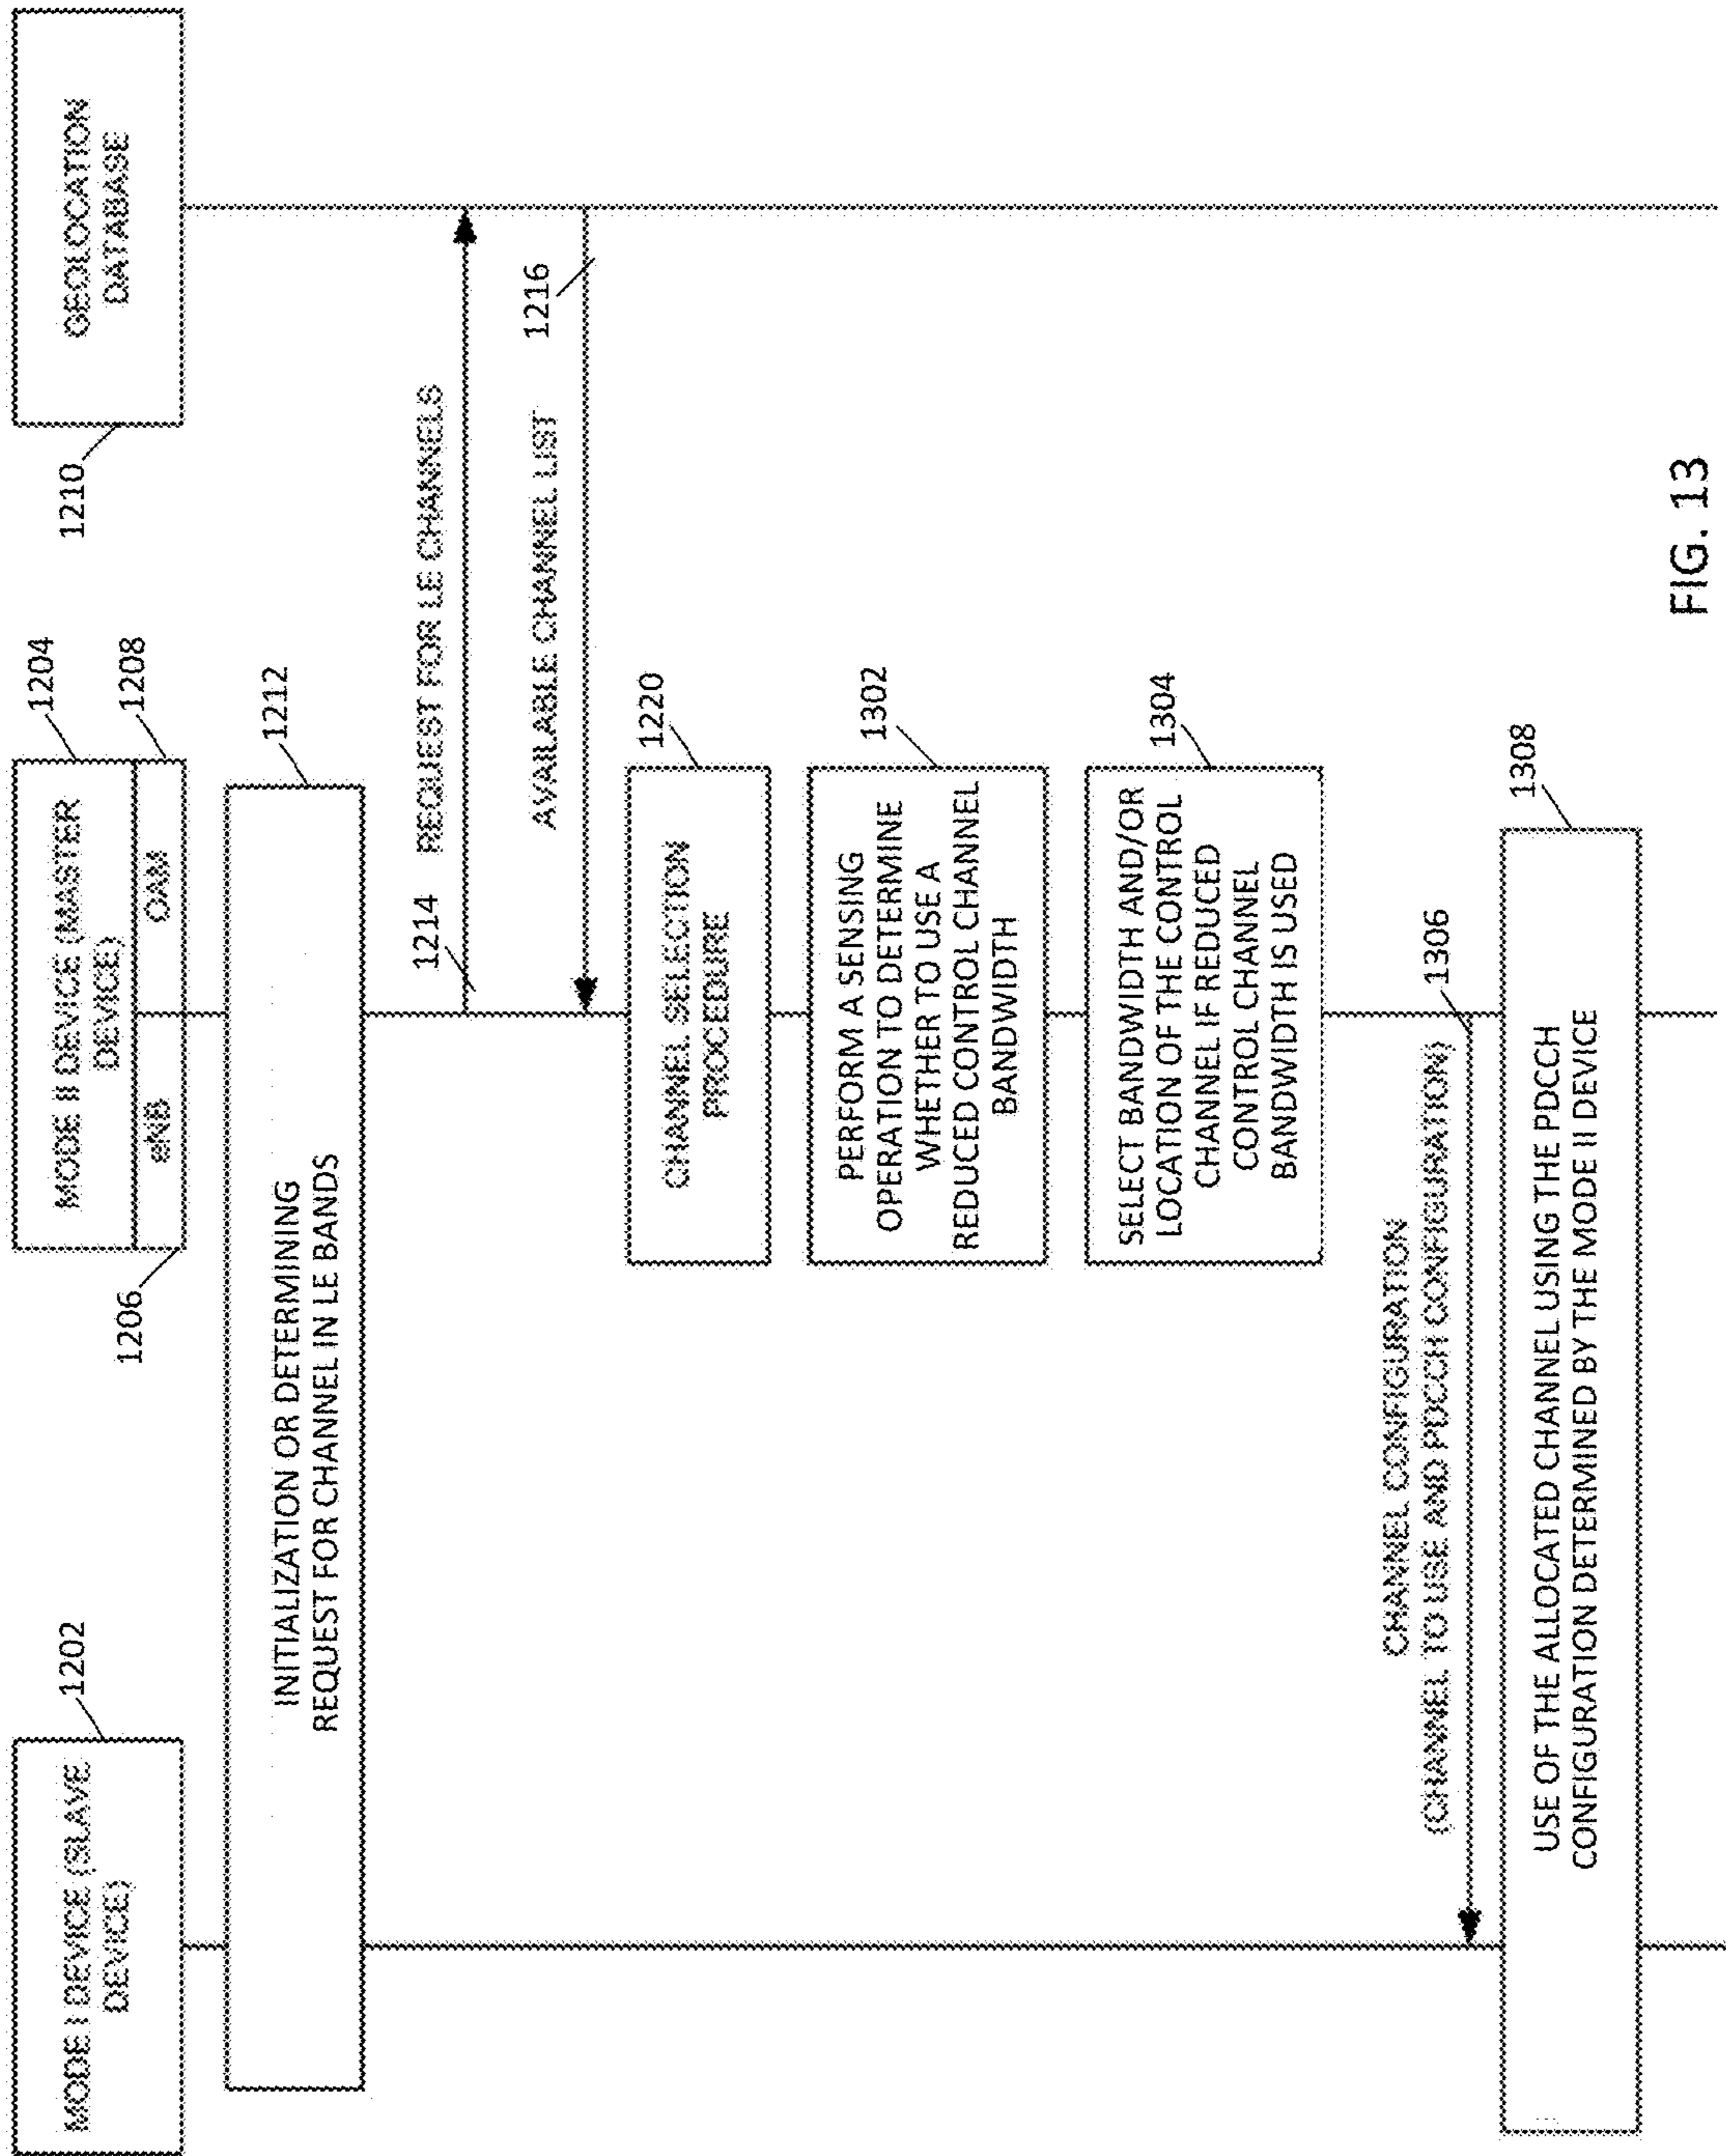 MODE I DEVICE (SLAVE
DEVICE)
1202
MODE II DEVICE (MASTER
DEVICE)
1204
eNB
OAM
1206
1208
GEOLOCATION
DATABASE
1210
INITIALIZATION OR DETERMINING
REQUEST FOR CHANNEL IN LE BANDS
1212
1214
REQUEST FOR LE CHANNELS
AVAILABLE CHANNEL LIST
1216
CHANNEL SELECTION
PROCEDURE
1220
PERFORM A SENSING
OPERATION TO DETERMINE
WHETHER TO USE A
REDUCED CONTROL CHANNEL
BANDWIDTH
1302
SELECT BANDWIDTH AND/OR
LOCATION OF THE CONTROL
CHANNEL IF REDUCED
CONTROL CHANNEL
BANDWIDTH IS USED
1304
CHANNEL CONFIGURATION
(CHANNEL TO USE AND PDCCH CONFIGURATION)
1306
USE OF THE ALLOCATED CHANNEL USING THE PDCCH
CONFIGURATION DETERMINED BY THE MODE II DEVICE
1308
FIG. 13